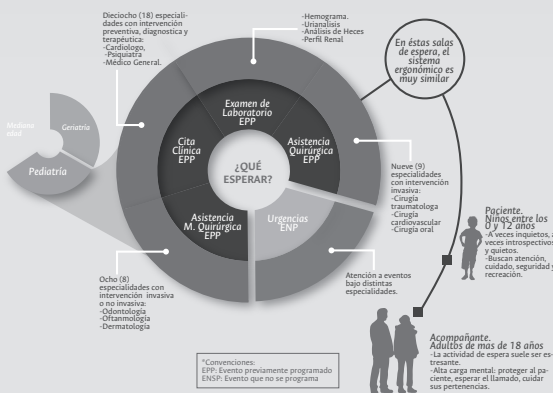 Dieciocho (18) especiali-
dades con intervención
preventiva, diagnostica y
terapéutica:
-Cardiologo,
-Psiquiatra
-Médico General.
-Hemograma.
-Urianalisis
-Análisis de Heces
-Perfil Renal
En éstas salas
de espera, el
sistema
ergonómico es
muy similar
Mediana
edad
Geriatría
Pediatría
Examen de
Laboratorio
EPP
Cita
Clínica
EPP
Asistencia
Quirúrgica
EPP
¿QUÉ
ESPERAR?
Asistencia
M. Quirúrgica
EPP
Urgencias
ENP
Nueve (9)
especialidades
con intervención
invasiva:
-Cirugía
traumatologa
-Cirugía
cardiovascular
-Cirugía oral
Paciente.
Ninos entre los
0 y 12 años
-A veces inquietos, a
veces introspectivos
y quietos.
-Buscan atención,
cuidado, seguridad y
recreación.
Ocho (8)
especialidades con
intervención invasiva
o no invasiva:
-Odontología
-Oftanmología
-Dermatología
Atención a eventos
bajo distintas
especialidades.
Acompañante.
Adultos de mas de 18 años
-La actividad de espera suele ser es-
tresante.
-Alta carga mental: proteger al pa-
ciente, esperar el llamado, cuidar
sus pertenencias.
*Convenciones:
EPP: Evento previamente programado
ENSP: Evento que no se programa